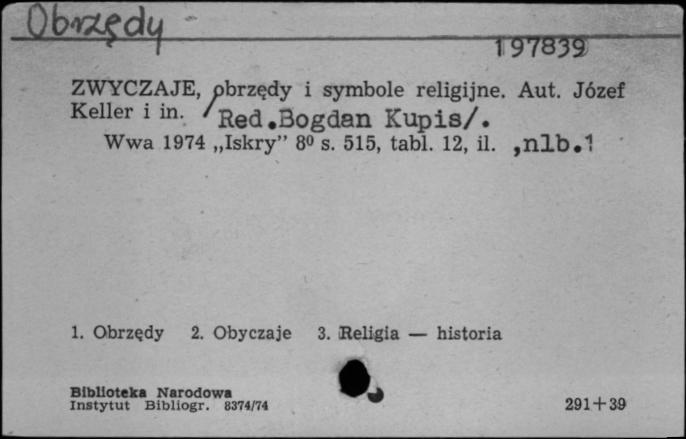 Obrzędy
197839
ZWYCZAJE, obrzędy i symbole religijne. Aut. Józef
Keller i in. /Red.Bogdan Kupis/.
Wwa 1974 „Iskry” 8⁰ s. 515, tabl. 12, il. ,nlb.1
1. Obrzędy 2. Obyczaje 3. Religia — historia
Biblioteka Narodowa
Instytut Bibliogr. 8374/74
291+39